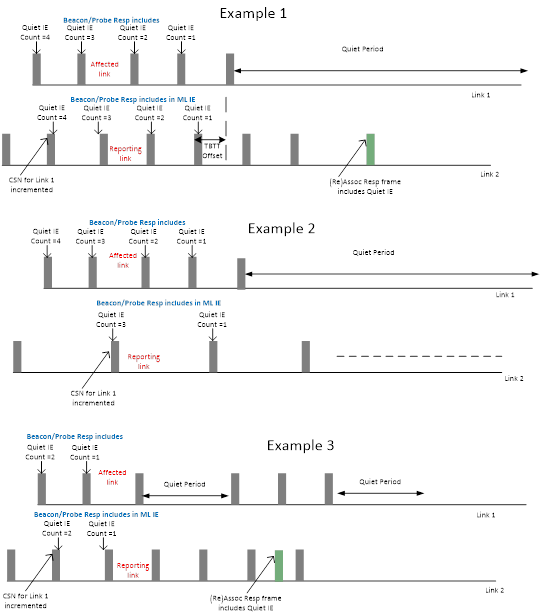 Example 1
Beacon/Probe Resp includes
Quiet IE Quiet IE Quiet IE Quiet IE
Count =4 Count =3 Count =2 Count =1
Affected
link
Quiet Period
Link 1
Beacon/Probe Resp includes in ML IE
Quiet IE Quiet IE Quiet IE Quiet IE
Count =4 Count =3 Count =2 Count =1
Reporting
link
TBTT
Offset
CSN for Link 1
incremented
(Re)Assoc Resp frame
includes Quiet IE
Link 2
Example 2
Beacon/Probe Resp includes
Quiet IE Quiet IE Quiet IE Quiet IE
Count =4 Count =3 Count =2 Count =1
Affected
link
Quiet Period
Link 1
Beacon/Probe Resp includes in ML IE
Quiet IE Quiet IE
Count =3 Count =1
Reporting
link
Link 2
CSN for Link 1
incremented
Example 3
Beacon/Probe Resp includes
Quiet IE Quiet IE
Count =2 Count =1
Affected
link
Quiet Period Quiet Period
Link 1
Beacon/Probe Resp includes in ML IE
Quiet IE Quiet IE
Count =2 Count =1
Reporting
link
Link 2
CSN for Link 1
incremented
(Re)Assoc Resp frame
includes Quiet IE